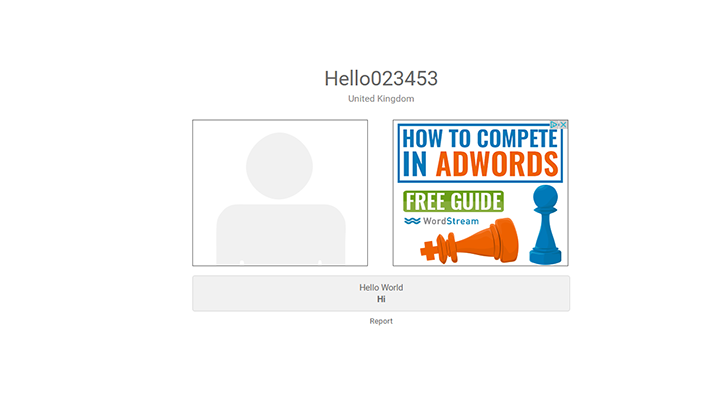 Hello023453
United Kingdom
HOW TO COMPETE
IN ADWORDS
FREE GUIDE
WordStream
Hello World
Hi
Report